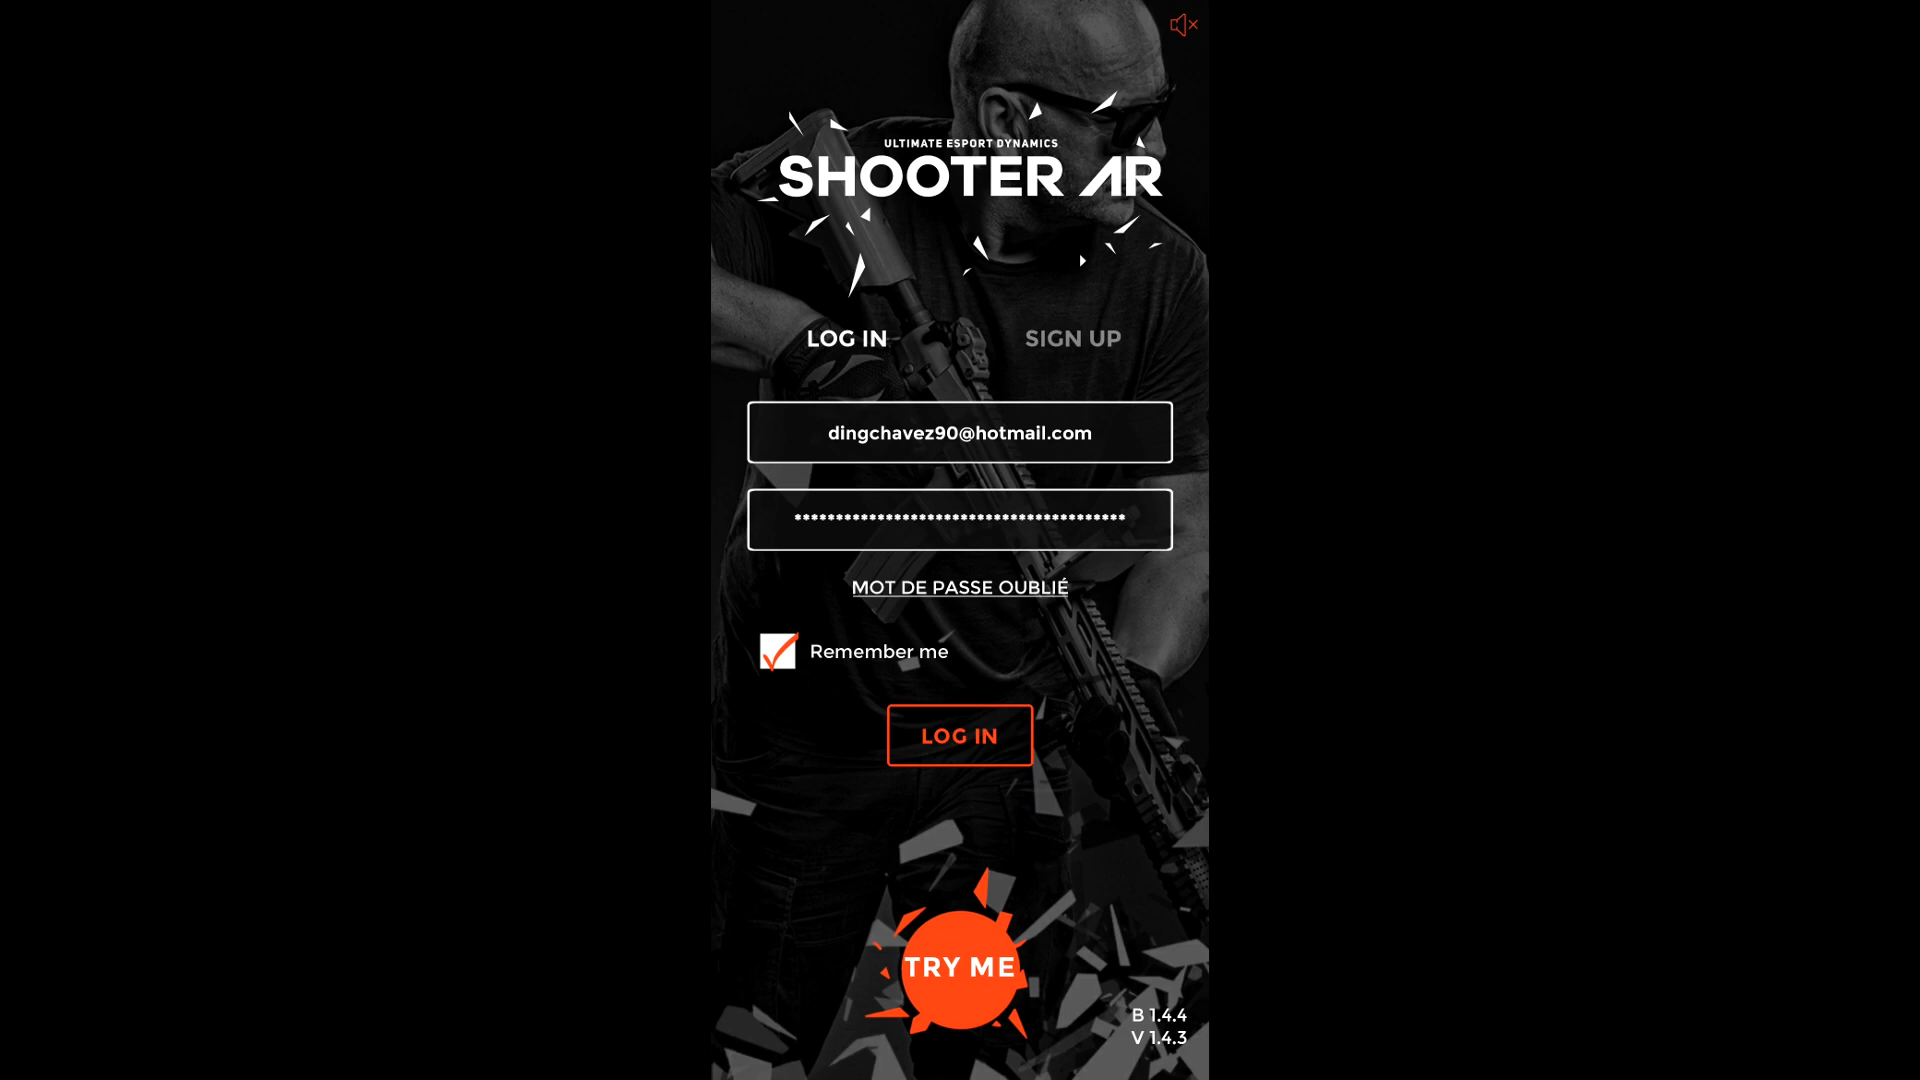 ULTIMATE ESPORT DYNAMICS
SHOOTER AR
LOG IN
SIGN UP
dingchavez90@hotmail.com
****************************************
MOT DE PASSE OUBLIÉ
Remember me
LOG IN
TRY ME
B 1.4.4
V 1.4.3